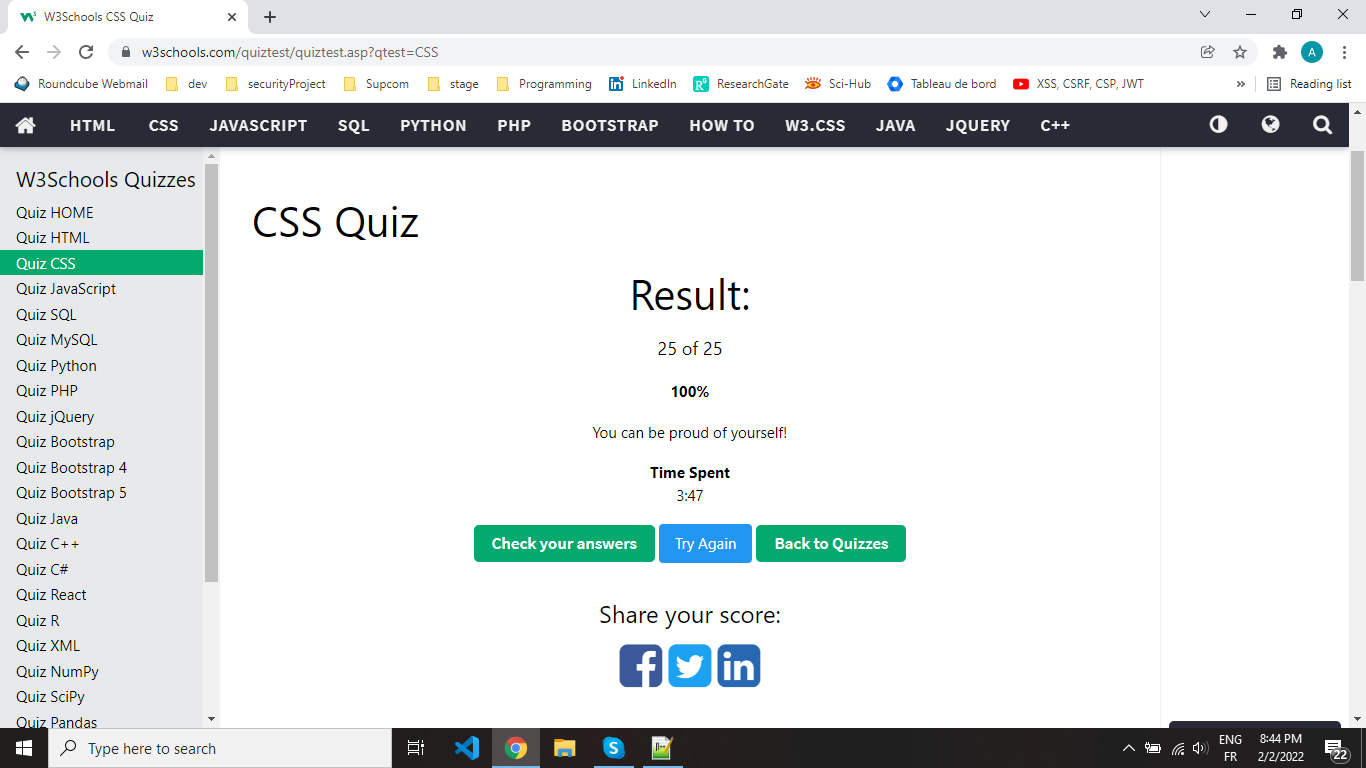 W3Schools CSS Quiz
w3schools.com/quiztest/quiztest.asp?qtest=CSS
A
Roundcube Webmail dev securityProject Supcom stage Programming LinkedIn ResearchGate Sci-Hub Tableau de bord XSS, CSRF, CSP, JWT » Reading list
HTML CSS JAVASCRIPT SQL PYTHON PHP BOOTSTRAP HOW TO W3.CSS JAVA JQUERY C++
W3Schools Quizzes
Quiz HOME
Quiz HTML
Quiz CSS
Quiz JavaScript
Quiz SQL
Quiz MySQL
Quiz Python
Quiz PHP
Quiz jQuery
Quiz Bootstrap
Quiz Bootstrap 4
Quiz Bootstrap 5
Quiz Java
Quiz C++
Quiz C#
Quiz React
Quiz R
Quiz XML
Quiz NumPy
Quiz SciPy
Quiz Pandas
CSS Quiz
Result:
25 of 25
100%
You can be proud of yourself!
Time Spent
3:47
Check your answers Try Again Back to Quizzes
Share your score:
Type here to search
ENG
FR
8:44 PM
2/2/2022
22